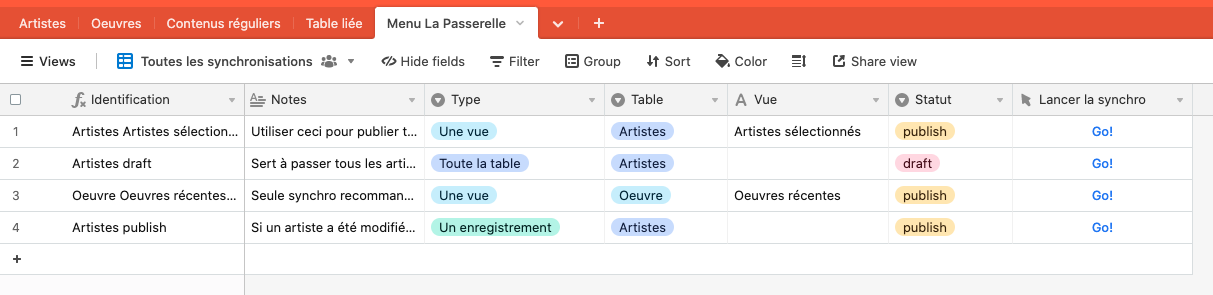 Artistes Oeuvres Contenus réguliers Table liée Menu La Passerelle
Views Toutes les synchronisations Hide fields Filter Group Sort Color Share view
Identification Notes Type Table Vue Statut Lancer la synchro
1 Artistes Artistes sélection... Utiliser ceci pour publier t... Une vue Artistes Artistes sélectionnés publish Go!
2 Artistes draft Sert à passer tous les arti... Toute la table Artistes draft Go!
3 Oeuvre Oeuvres récentes... Seule synchro recomman... Une vue Oeuvre Oeuvres récentes publish Go!
4 Artistes publish Si un artiste a été modifié... Un enregistrement Artistes publish Go!